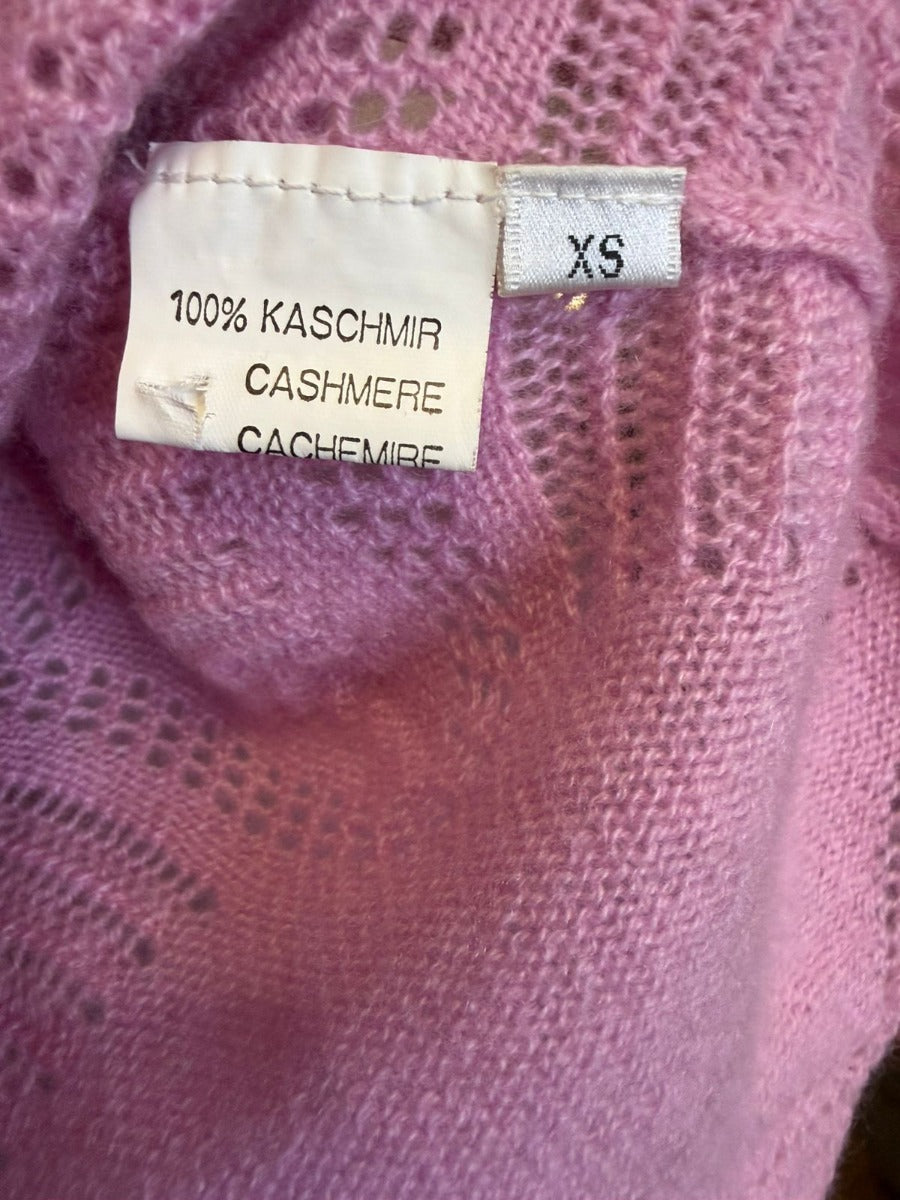 XS
100% KASCHMIR
CASHMERE
CACHEMIRE